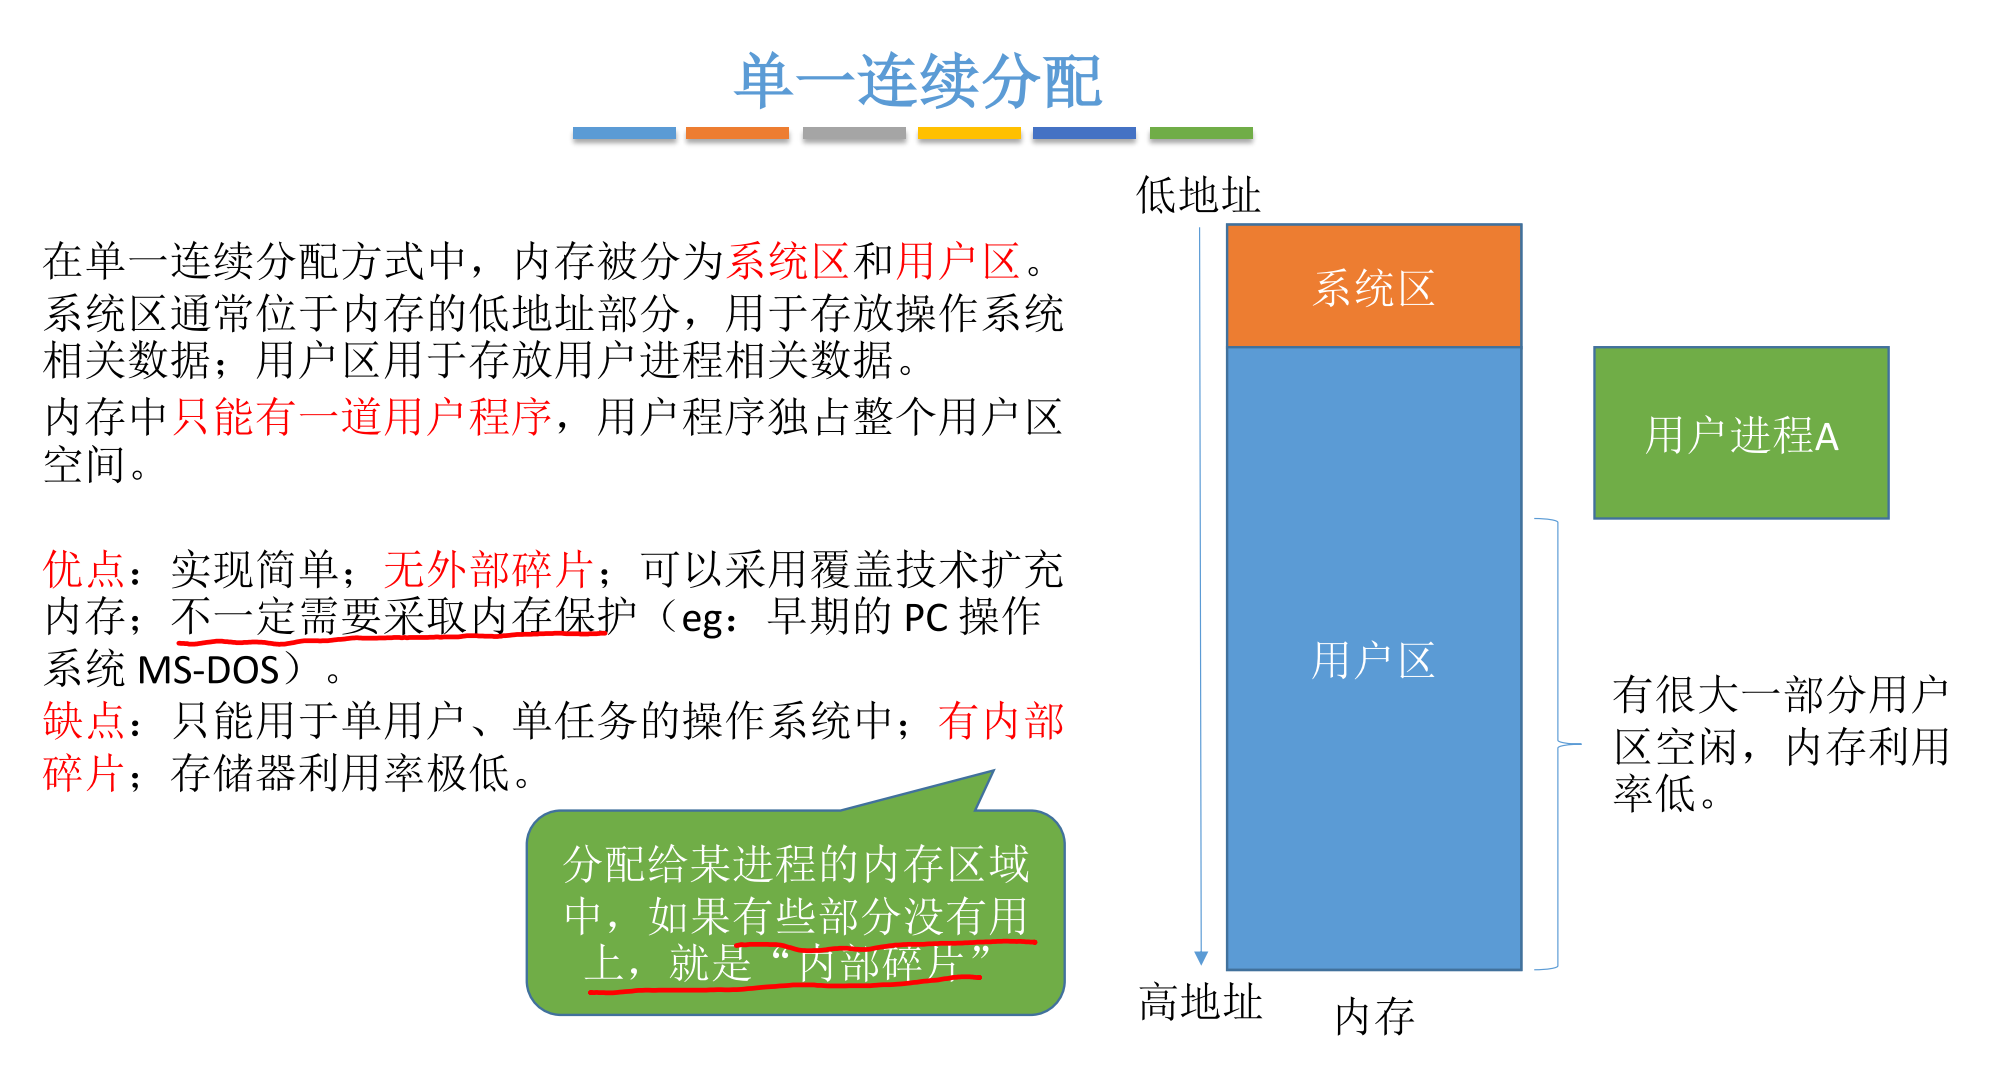 单一连续分配
在单一连续分配方式中，内存被分为系统区和用户区。
系统区通常位于内存的低地址部分，用于存放操作系统
相关数据；用户区用于存放用户进程相关数据。
内存中只能有一道用户程序，用户程序独占整个用户区
空间。
优点：实现简单；无外部碎片；可以采用覆盖技术扩充
内存；不一定需要采取内存保护（eg：早期的 PC 操作
系统 MS-DOS）。
缺点：只能用于单用户、单任务的操作系统中；有内部
碎片；存储器利用率极低。
分配给某进程的内存区域
中，如果有些部分没有用
上，就是“内部碎片”
低地址
系统区
用户区
高地址
内存
用户进程A
有很大一部分用户
区空闲，内存利用
率低。